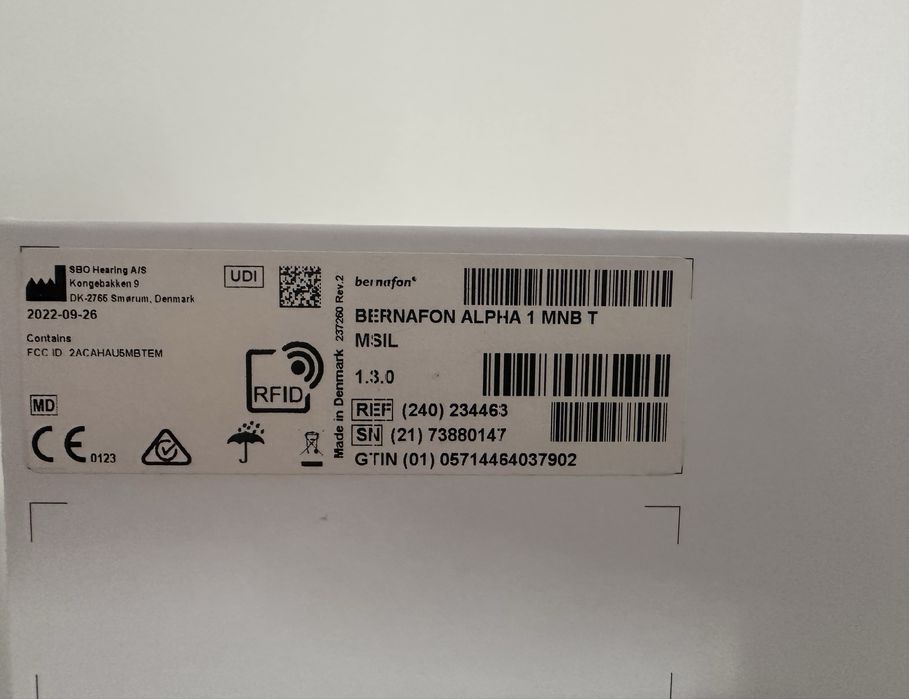 SBO Hearing A/S
Kongebakken 9
DK-2765 Smørum, Denmark
2022-09-26
Contains
FCC ID: 2ACAHAU5MBTEM
UDI
RFID
MD
CE 0123
Made in Denmark 237260 Rev.2
bernafon®
BERNAFON ALPHA 1 MNB T
MSIL
1.3.0
REF (240) 234463
SN (21) 73880147
GTIN (01) 05714464037902